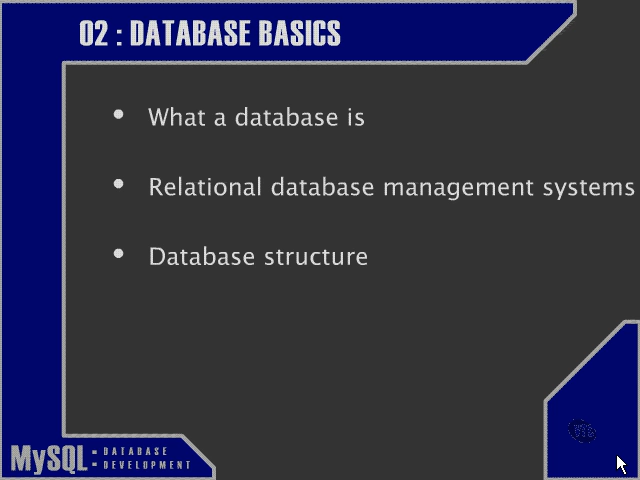 02 : DATABASE BASICS
• What a database is
• Relational database management systems
• Database structure
MySQL : DATABASE
DEVELOPMENT